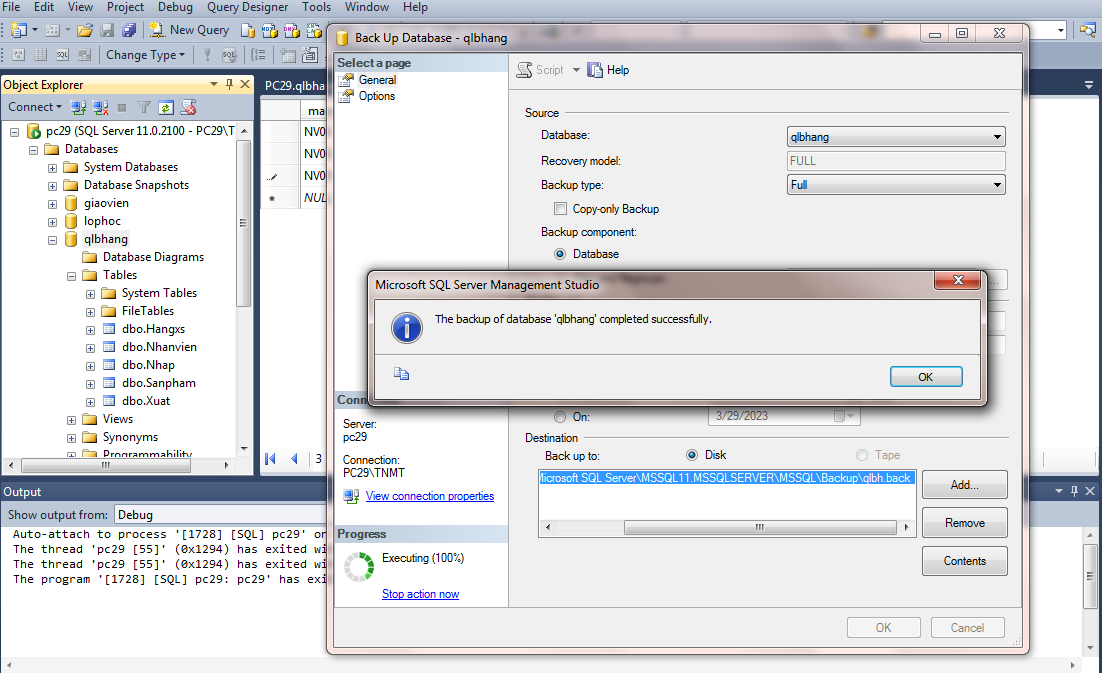 File Edit View Project Debug Query Designer Tools Window Help
New Query
Change Type
Object Explorer
Connect
pc29 (SQL Server 11.0.2100 - PC29\T
Databases
System Databases
Database Snapshots
giaovien
lophoc
qlbhang
Database Diagrams
Tables
System Tables
FileTables
dbo.Hangxs
dbo.Nhanvien
dbo.Nhap
dbo.Sanpham
dbo.Xuat
Views
Synonyms
Programmability
PC29.qlbha
ma
NV0
NV0
NV0
NULL
3
Back Up Database - qlbhang
Select a page
General
Options
Script
Help
Source
Database:
qlbhang
Recovery model:
FULL
Backup type:
Full
Copy-only Backup
Backup component:
Database
Microsoft SQL Server Management Studio
The backup of database 'qlbhang' completed successfully.
OK
On:
3/29/2023
Destination
Back up to:
Disk
Tape
Microsoft SQL Server\MSSQL11.MSSQLSERVER\MSSQL\Backup\qlbh.back
Add...
Remove
Contents
Server:
pc29
Connection:
PC29\TNMT
View connection properties
Progress
Executing (100%)
Stop action now
OK
Cancel
Output
Show output from: Debug
Auto-attach to process '[1728] [SQL] pc29' on
The thread 'pc29 [55]' (0x1294) has exited wi
The thread 'pc29 [55]' (0x1294) has exited wi
The program '[1728] [SQL] pc29: pc29' has exi